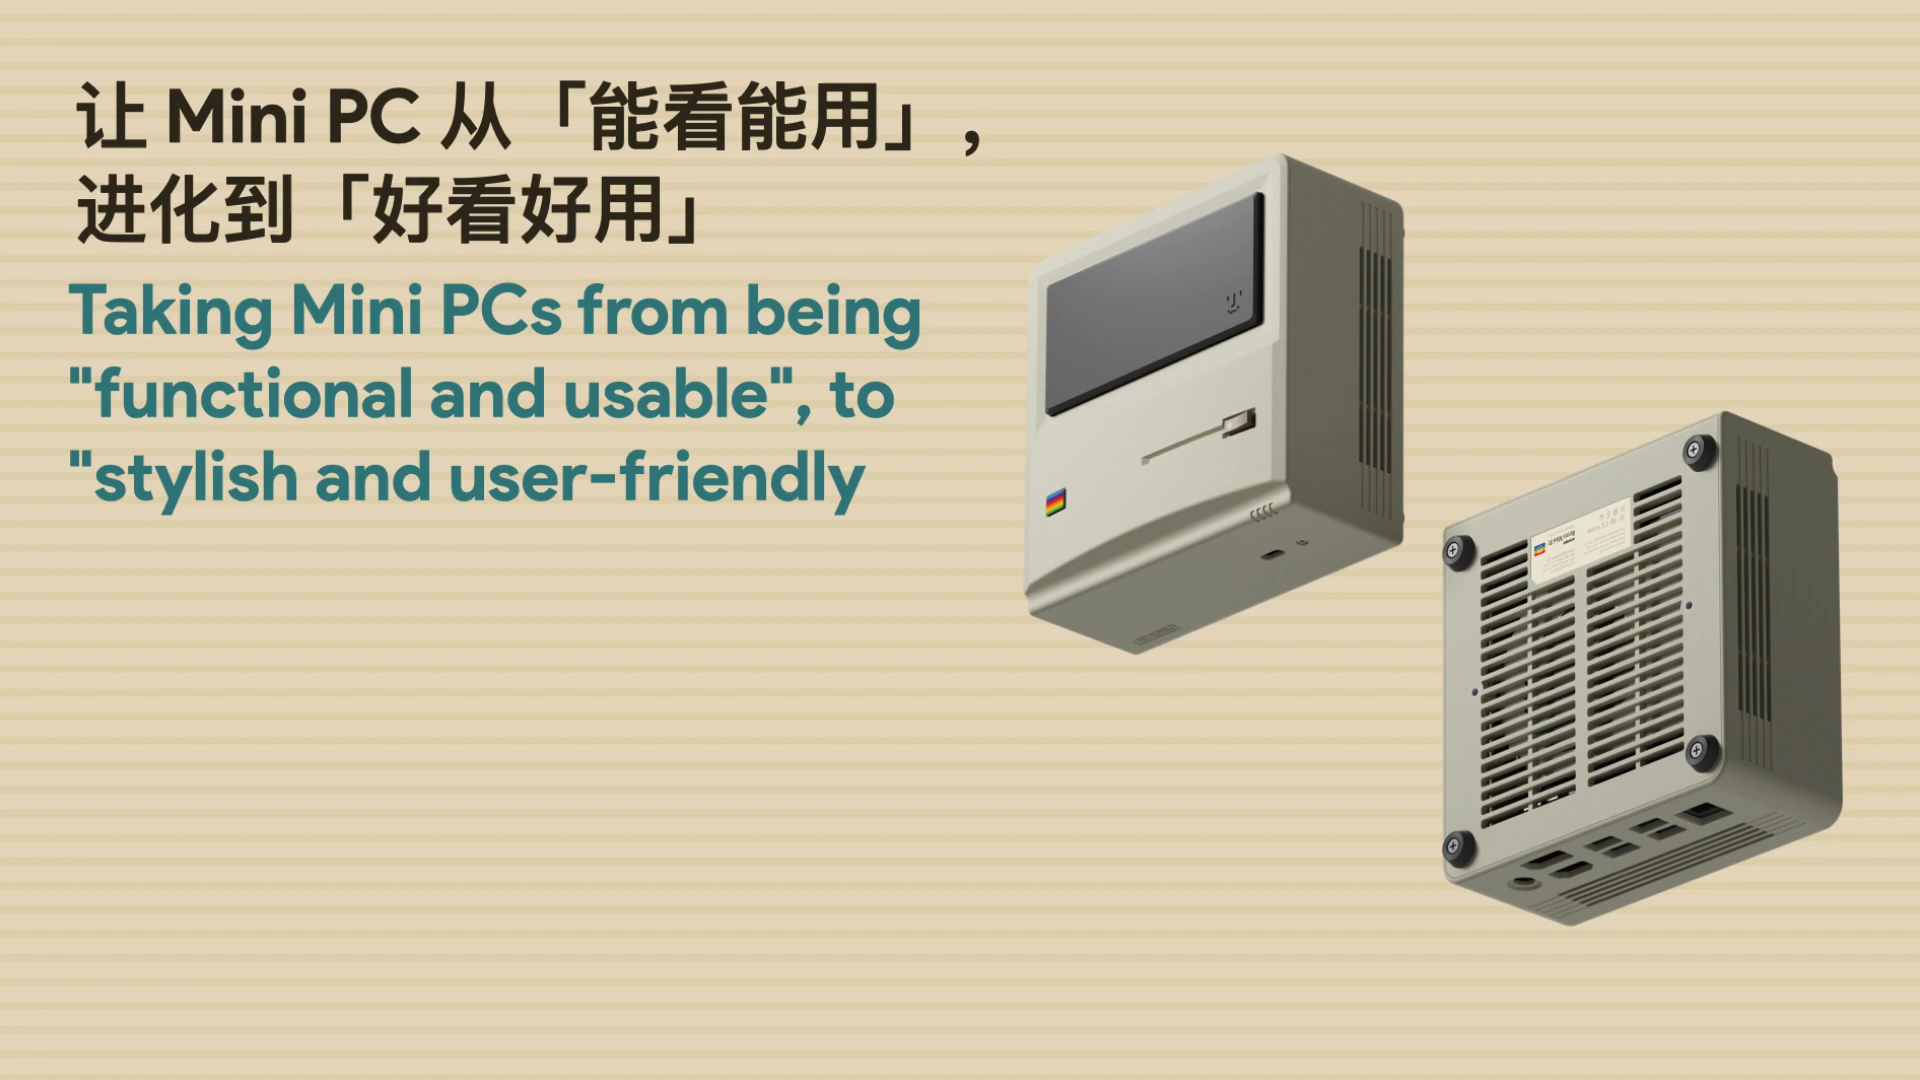 让 Mini PC 从「能看能用」,
进化到「好看好用」
Taking Mini PCs from being
"functional and usable", to
"stylish and user-friendly